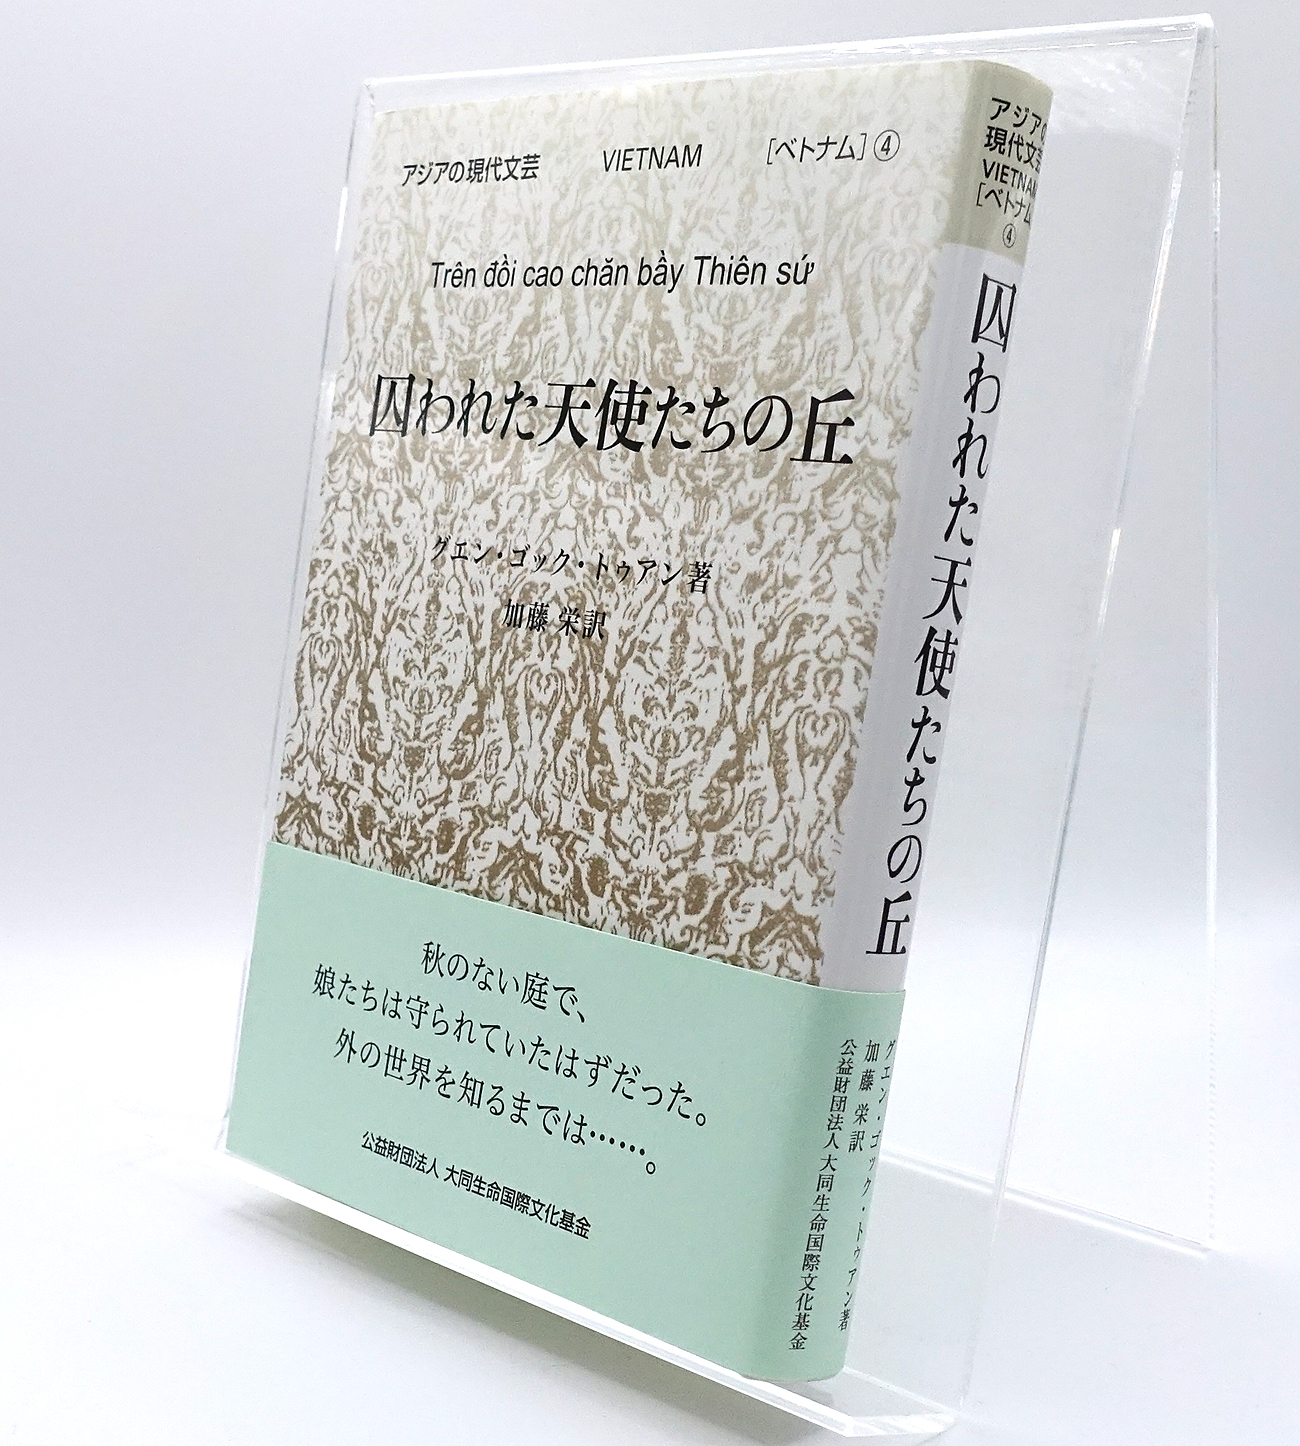 アジアの現代文芸 VIETNAM [ベトナム]④
Trên đồi cao chăn bầy Thiên sứ
囚われた天使たちの丘
グエン・ゴック・トゥアン 著
加藤 栄訳
秋のない庭で、
娘たちは守られていたはずだった。
外の世界を知るまでは……。
公益財団法人 大同生命国際文化基金
アジアの
現代文芸
VIETNAM
[ベトナム]
④
囚われた天使たちの丘
グエン・ゴック・トゥアン 著
加藤 栄 訳
公益財団法人 大同生命国際文化基金